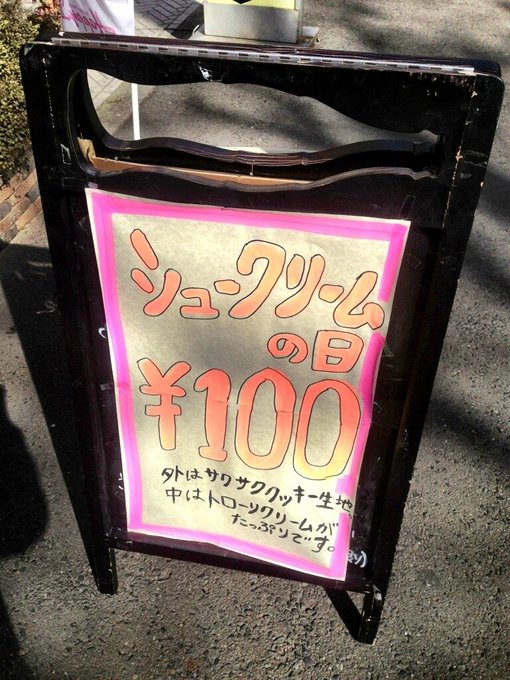 シュークリーム
の日
¥100
外はサクサククッキー生地
中はトローリクリームが
たっぷりです。